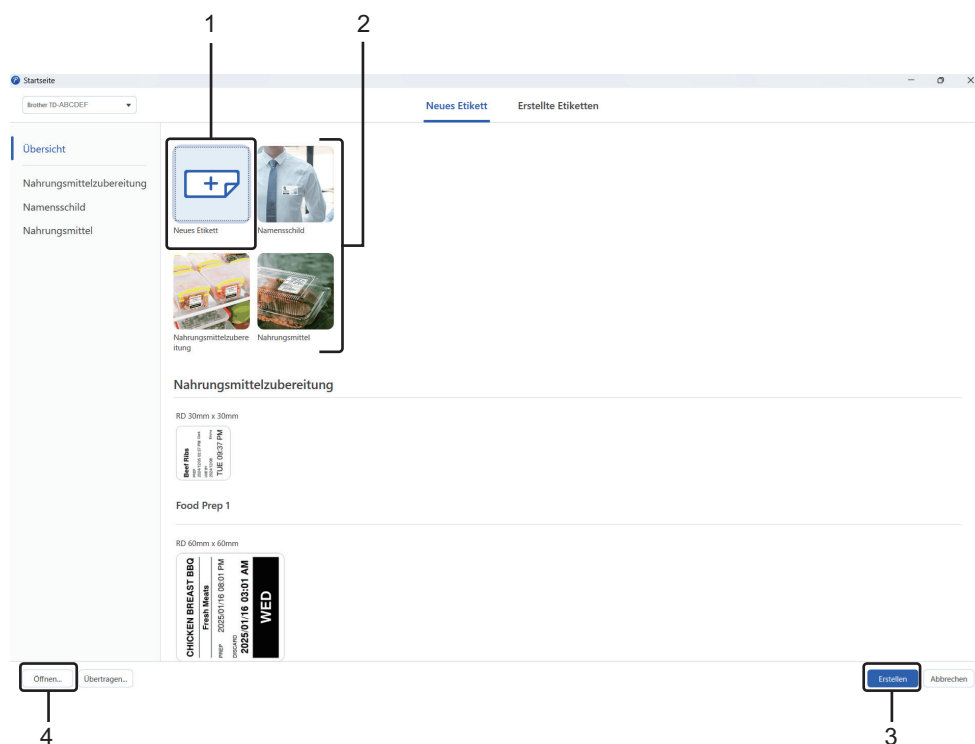 1
2
Startseite
Brother TD-ABCDEF
Neues Etikett
Erstellte Etiketten
Übersicht
Nahrungsmittelzubereitung
Namensschild
Nahrungsmittel
Neues Etikett
Namensschild
Nahrungsmittelzubere
itung
Nahrungsmittel
Nahrungsmittelzubereitung
RD 30mm x 30mm
Beef Ribs
TUE 09:37 PM
Food Prep 1
RD 60mm x 60mm
CHICKEN BREAST BBQ
Fresh Meats
PREP 2025/01/16 08:01 PM
DISCARD
2025/01/16 03:01 AM
WED
Öffnen...
Übertragen...
Erstellen
Abbrechen
4
3